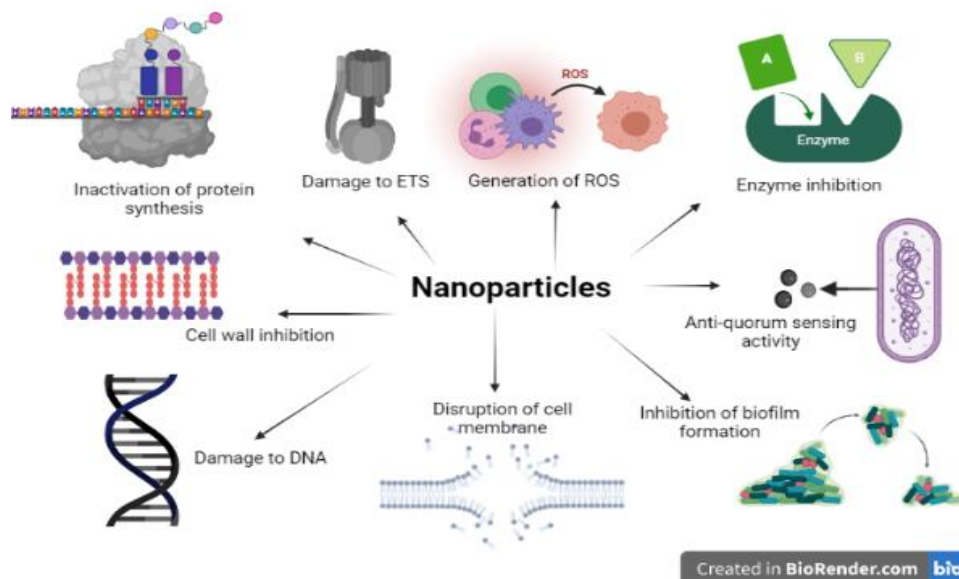 ROS
A
B
Enzyme
Inactivation of protein
synthesis
Damage to ETS
Generation of ROS
Enzyme inhibition
Nanoparticles
Cell wall inhibition
Anti-quorum sensing
activity
Damage to DNA
Disruption of cell
membrane
Inhibition of biofilm
formation
Created in BioRender.com bio